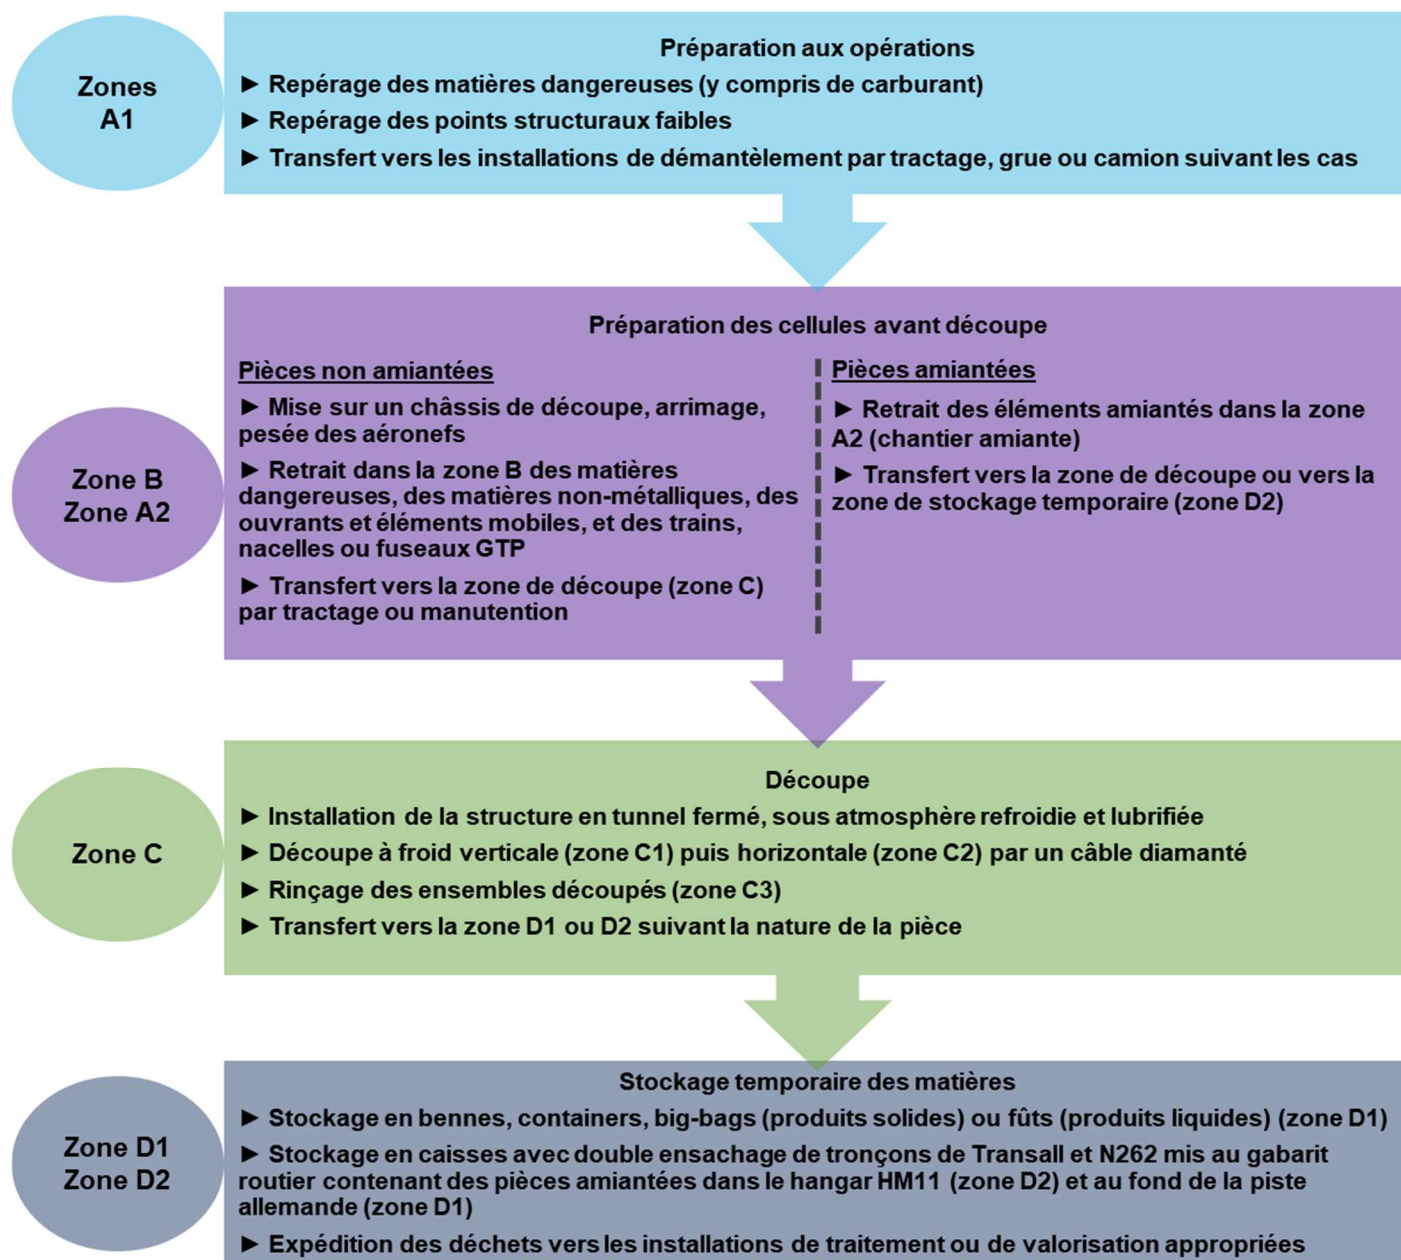 Zones
A1
Préparation aux opérations
► Repérage des matières dangereuses (y compris de carburant)
► Repérage des points structuraux faibles
► Transfert vers les installations de démantèlement par tractage, grue ou camion suivant les cas
Zone B
Zone A2
Préparation des cellules avant découpe
Pièces non amiantées
► Mise sur un châssis de découpe, arrimage,
pesée des aéronefs
► Retrait dans la zone B des matières
dangereuses, des matières non-métalliques, des
ouvrants et éléments mobiles, et des trains,
nacelles ou fuseaux GTP
► Transfert vers la zone de découpe (zone C)
par tractage ou manutention
Pièces amiantées
► Retrait des éléments amiantés dans la zone
A2 (chantier amiante)
► Transfert vers la zone de découpe ou vers la
zone de stockage temporaire (zone D2)
Zone C
Découpe
► Installation de la structure en tunnel fermé, sous atmosphère refroidie et lubrifiée
► Découpe à froid verticale (zone C1) puis horizontale (zone C2) par un câble diamanté
► Rinçage des ensembles découpés (zone C3)
► Transfert vers la zone D1 ou D2 suivant la nature de la pièce
Zone D1
Zone D2
Stockage temporaire des matières
► Stockage en bennes, containers, big-bags (produits solides) ou fûts (produits liquides) (zone D1)
► Stockage en caisses avec double ensachage de tronçons de Transall et N262 mis au gabarit
routier contenant des pièces amiantées dans le hangar HM11 (zone D2) et au fond de la piste
allemande (zone D1)
► Expédition des déchets vers les installations de traitement ou de valorisation appropriées